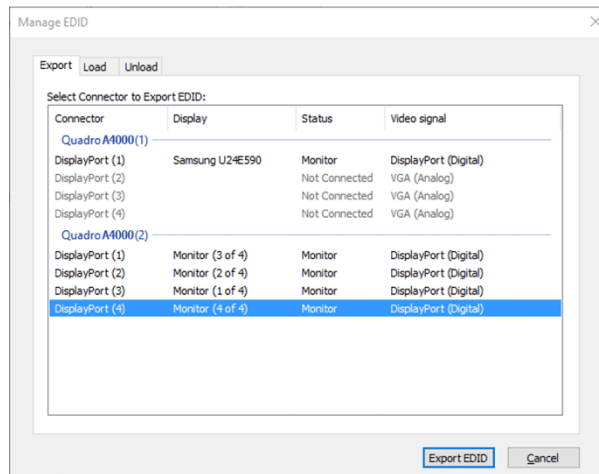 Manage EDID
Export Load Unload
Select Connector to Export EDID:
Connector Display Status Video signal
Quadro A4000(1)
DisplayPort (1) Samsung U24E590 Monitor DisplayPort (Digital)
DisplayPort (2) Not Connected VGA (Analog)
DisplayPort (3) Not Connected VGA (Analog)
DisplayPort (4) Not Connected VGA (Analog)
Quadro A4000(2)
DisplayPort (1) Monitor (3 of 4) Monitor DisplayPort (Digital)
DisplayPort (2) Monitor (2 of 4) Monitor DisplayPort (Digital)
DisplayPort (3) Monitor (1 of 4) Monitor DisplayPort (Digital)
DisplayPort (4) Monitor (4 of 4) Monitor DisplayPort (Digital)
Export EDID Cancel